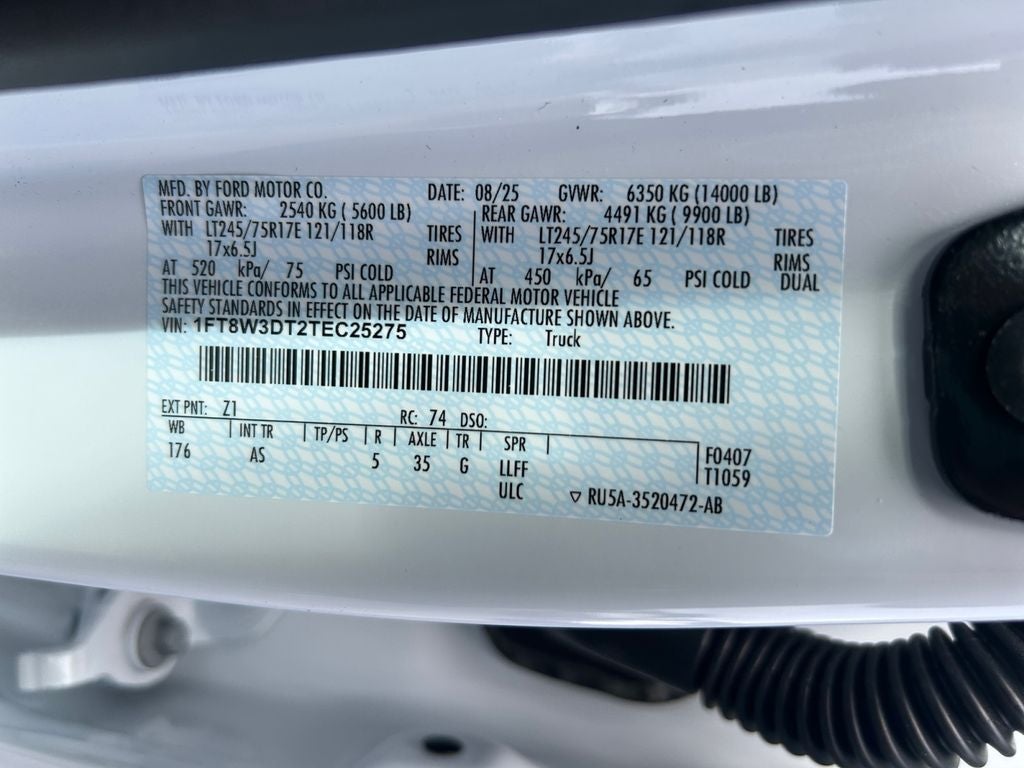 MFD. BY FORD MOTOR CO. DATE: 08/25 GVWR: 6350 KG (14000 LB)
FRONT GAWR: 2540 KG ( 5600 LB) REAR GAWR: 4491 KG ( 9900 LB)
WITH LT245/75R17E 121/118R TIRES WITH LT245/75R17E 121/118R TIRES
17x6.5J RIMS 17x6.5J RIMS
AT 520 kPa/ 75 PSI COLD AT 450 kPa/ 65 PSI COLD DUAL
THIS VEHICLE CONFORMS TO ALL APPLICABLE FEDERAL MOTOR VEHICLE
SAFETY STANDARDS IN EFFECT ON THE DATE OF MANUFACTURE SHOWN ABOVE.
VIN: 1FT8W3DT2TEC25275 TYPE: Truck
EXT PNT: Z1 RC: 74 DSO:
WB INT TR TP/PS R AXLE TR SPR F0407
176 AS 5 35 G LLFF T1059
ULC ▽ RU5A-3520472-AB